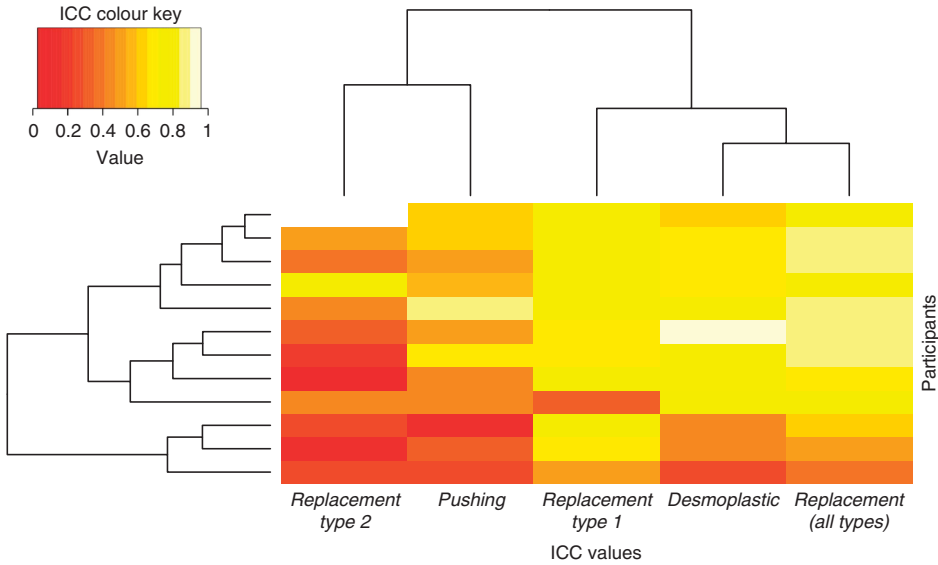 ICC colour key
0 0.2 0.4 0.6 0.8 1
Value
Participants
Replacement Pushing Replacement Desmoplastic Replacement
type 2 type 1 (all types)
ICC values